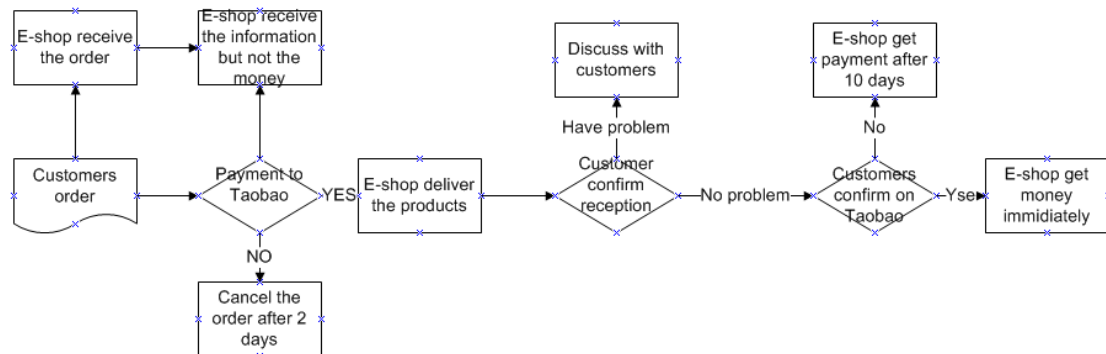 E-shop receive
the order
E-shop receive
the information
but not the
money
Discuss with
customers
E-shop get
payment after
10 days
Have problem
No
Customers
order
Payment to
Taobao
YES
E-shop deliver
the products
Customer
confirm
reception
No problem
Customers
confirm on
Taobao
Yse
E-shop get
money
immidiately
NO
Cancel the
order after 2
days